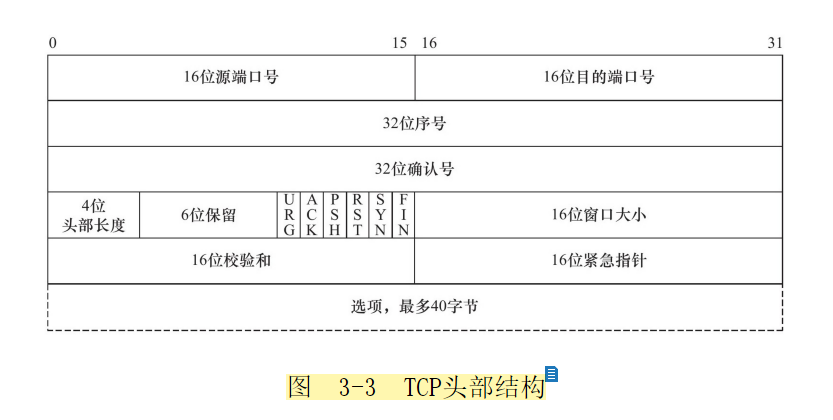 0 15 16 31
16位源端口号 16位目的端口号
32位序号
32位确认号
4位 头部长度 6位保留 URG ACK PSH RST SYN FIN 16位窗口大小
16位校验和 16位紧急指针
选项，最多40字节
图 3-3 TCP头部结构